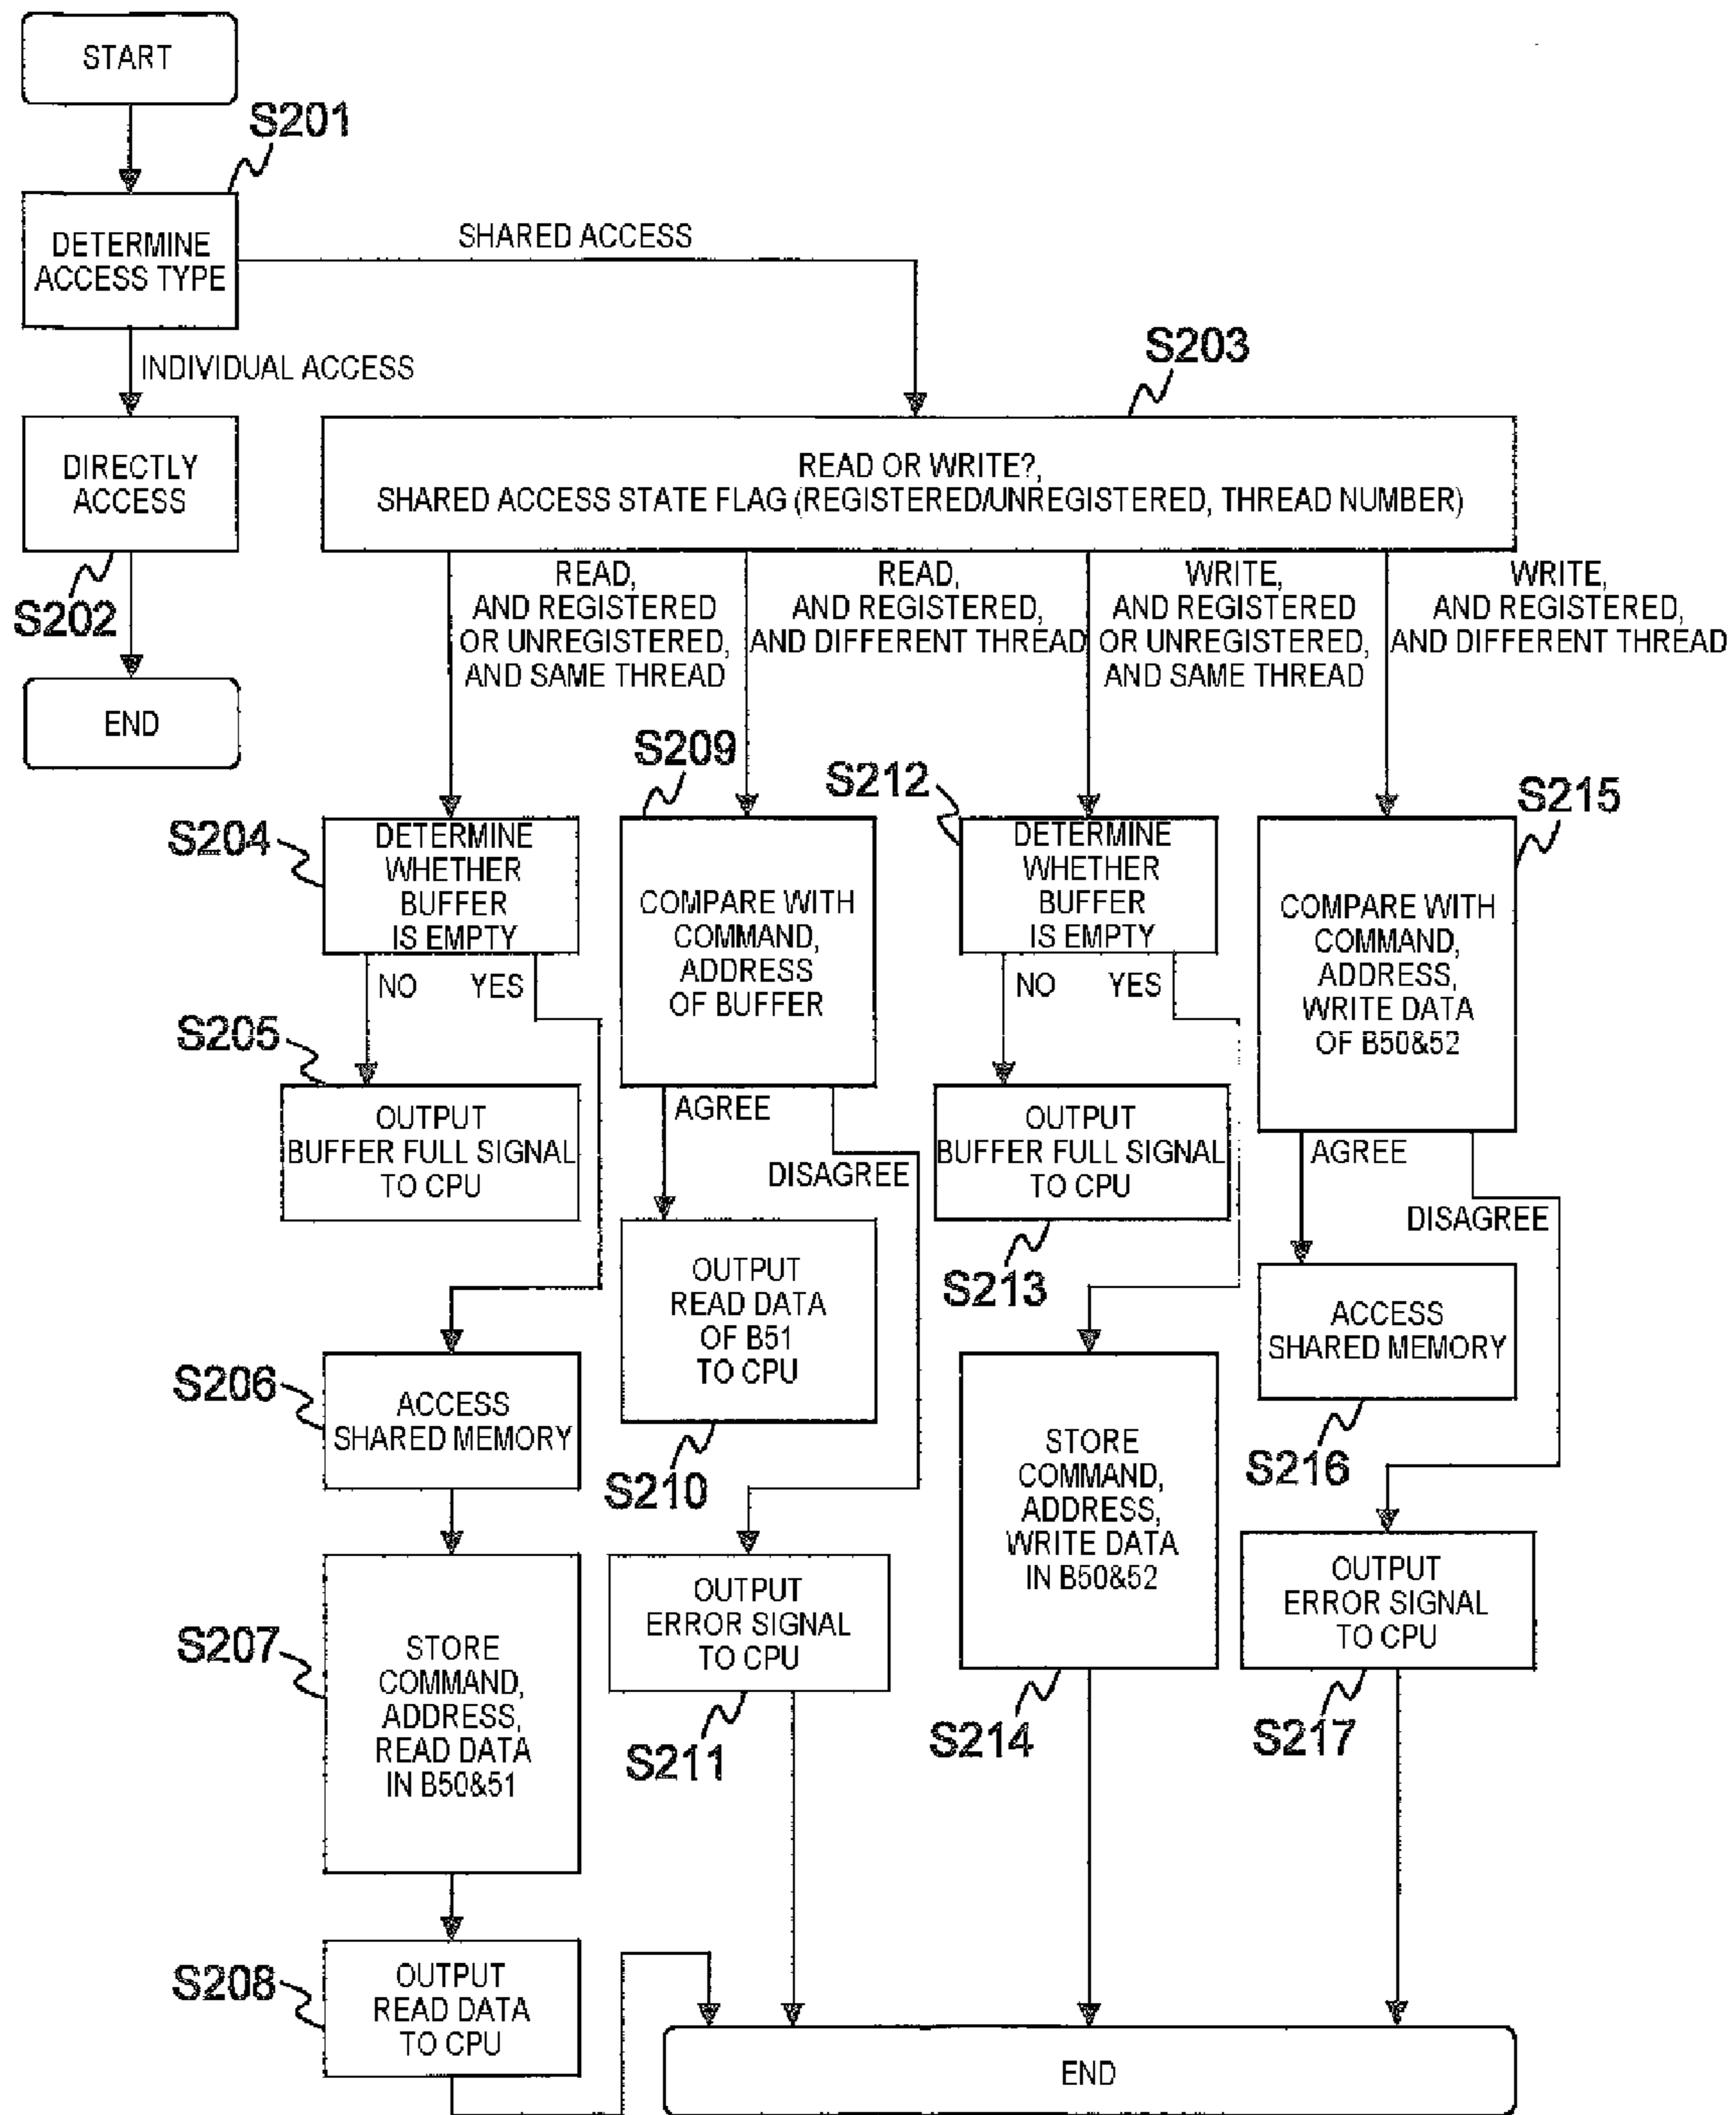 START
S201
DETERMINE
ACCESS TYPE
SHARED ACCESS
INDIVIDUAL ACCESS
S203
DIRECTLY
ACCESS
READ OR WRITE?,
SHARED ACCESS STATE FLAG (REGISTERED/UNREGISTERED, THREAD NUMBER)
S202
END
READ,
AND REGISTERED
OR UNREGISTERED,
AND SAME THREAD
READ,
AND REGISTERED,
AND DIFFERENT THREAD
WRITE,
AND REGISTERED
OR UNREGISTERED,
AND SAME THREAD
WRITE,
AND REGISTERED,
AND DIFFERENT THREAD
S204
DETERMINE
WHETHER
BUFFER
IS EMPTY
NO
YES
S205
OUTPUT
BUFFER FULL SIGNAL
TO CPU
S206
ACCESS
SHARED MEMORY
S207
STORE
COMMAND,
ADDRESS,
READ DATA
IN B50&51
S208
OUTPUT
READ DATA
TO CPU
S209
COMPARE WITH
COMMAND,
ADDRESS
OF BUFFER
AGREE
DISAGREE
OUTPUT
READ DATA
OF B51
TO CPU
S210
OUTPUT
ERROR SIGNAL
TO CPU
S211
S212
DETERMINE
WHETHER
BUFFER
IS EMPTY
NO
YES
OUTPUT
BUFFER FULL SIGNAL
TO CPU
S213
STORE
COMMAND,
ADDRESS,
WRITE DATA
IN B50&52
S214
S215
COMPARE WITH
COMMAND,
ADDRESS,
WRITE DATA
OF B50&52
AGREE
DISAGREE
ACCESS
SHARED MEMORY
S216
OUTPUT
ERROR SIGNAL
TO CPU
S217
END